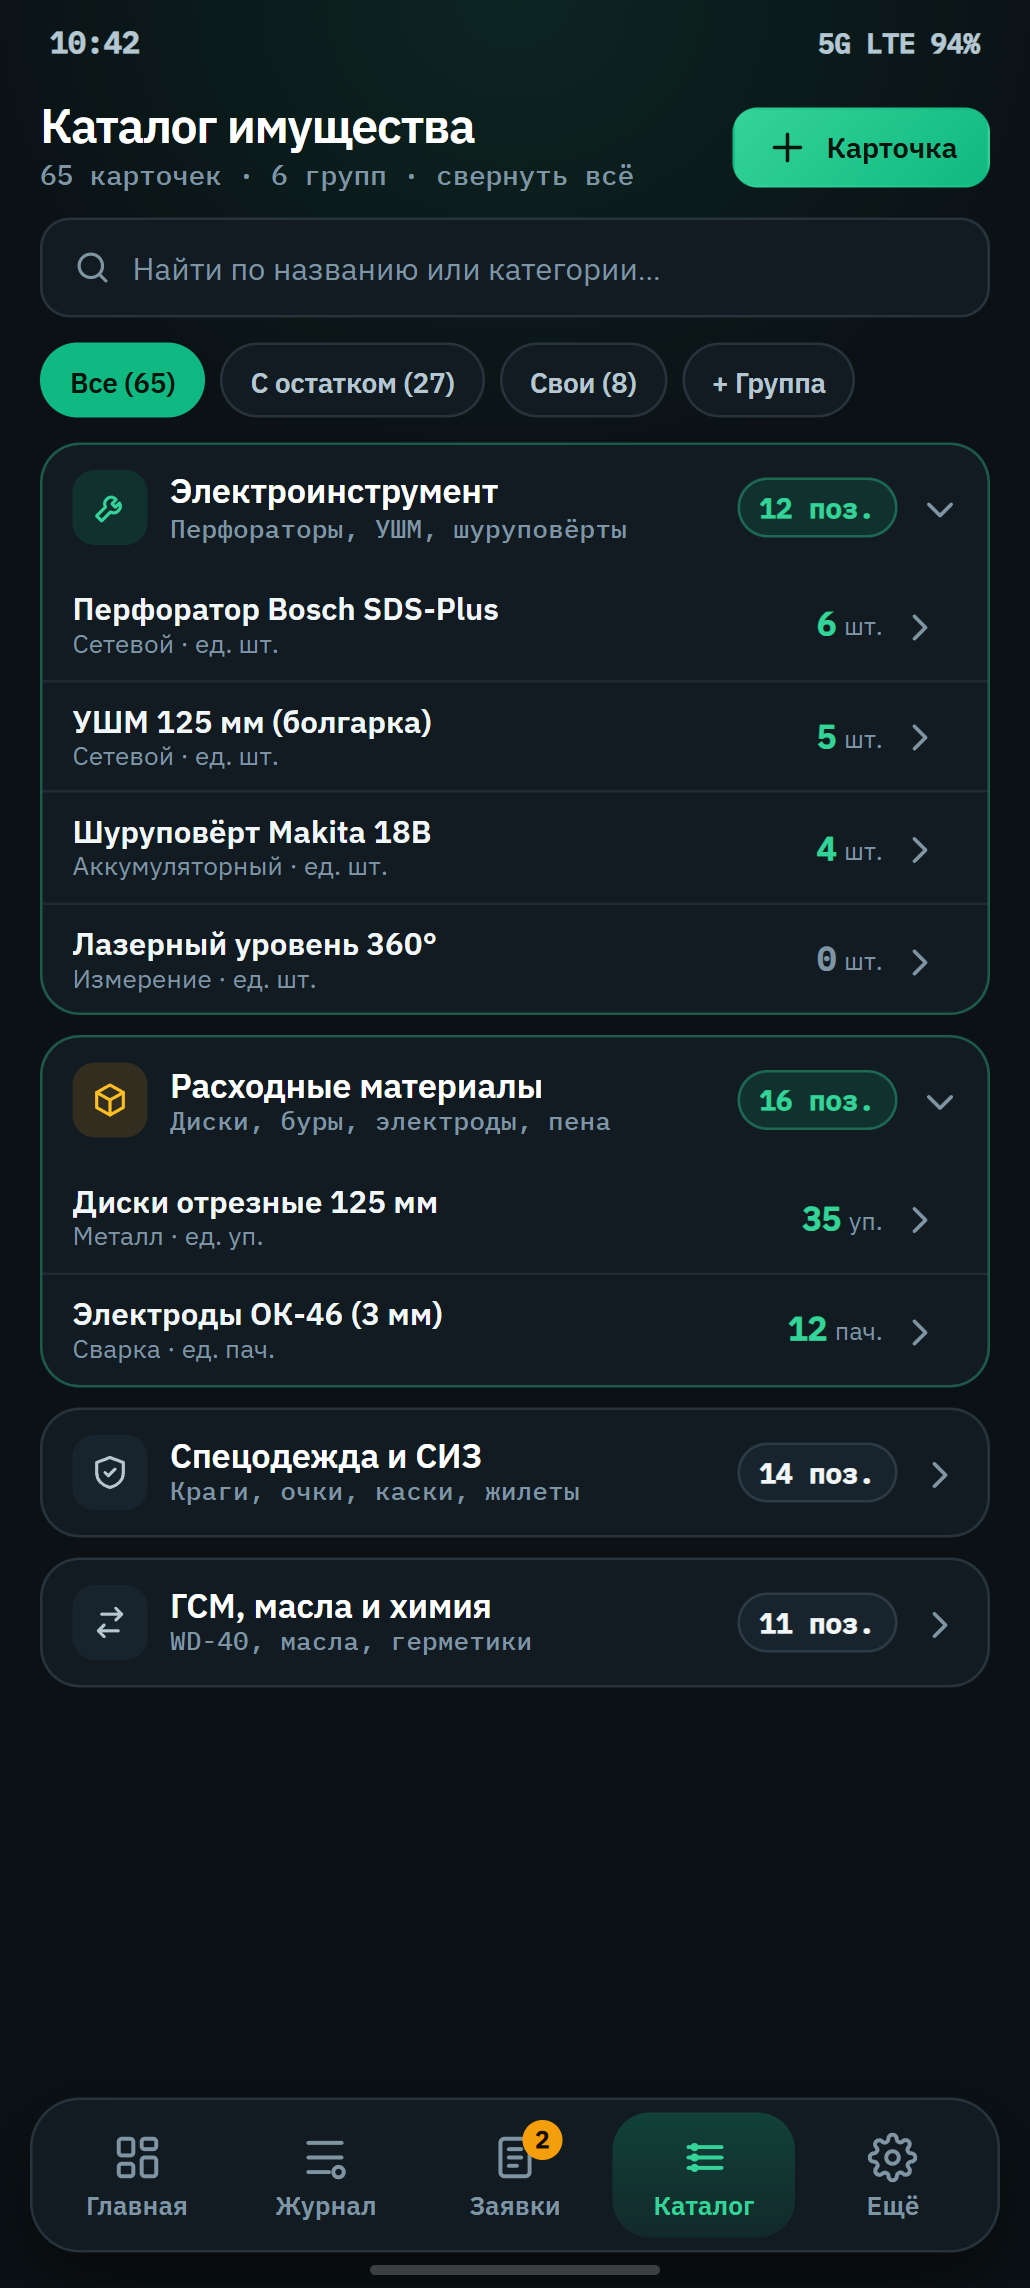 10:42
5G LTE 94%
Каталог имущества
65 карточек · 6 групп · свернуть всё
Карточка
Найти по названию или категории...
Все (65)
С остатком (27)
Свои (8)
+ Группа
Электроинструмент
12 поз.
Перфораторы, УШМ, шуруповёрты
Перфоратор Bosch SDS-Plus
6 шт.
Сетевой · ед. шт.
УШМ 125 мм (болгарка)
5 шт.
Сетевой · ед. шт.
Шуруповёрт Makita 18В
4 шт.
Аккумуляторный · ед. шт.
Лазерный уровень 360°
0 шт.
Измерение · ед. шт.
Расходные материалы
16 поз.
Диски, буры, электроды, пена
Диски отрезные 125 мм
35 уп.
Металл · ед. уп.
Электроды ОК-46 (3 мм)
12 пач.
Сварка · ед. пач.
Спецодежда и СИЗ
14 поз.
Краги, очки, каски, жилеты
ГСМ, масла и химия
11 поз.
WD-40, масла, герметики
2
Главная
Журнал
Заявки
Каталог
Ещё